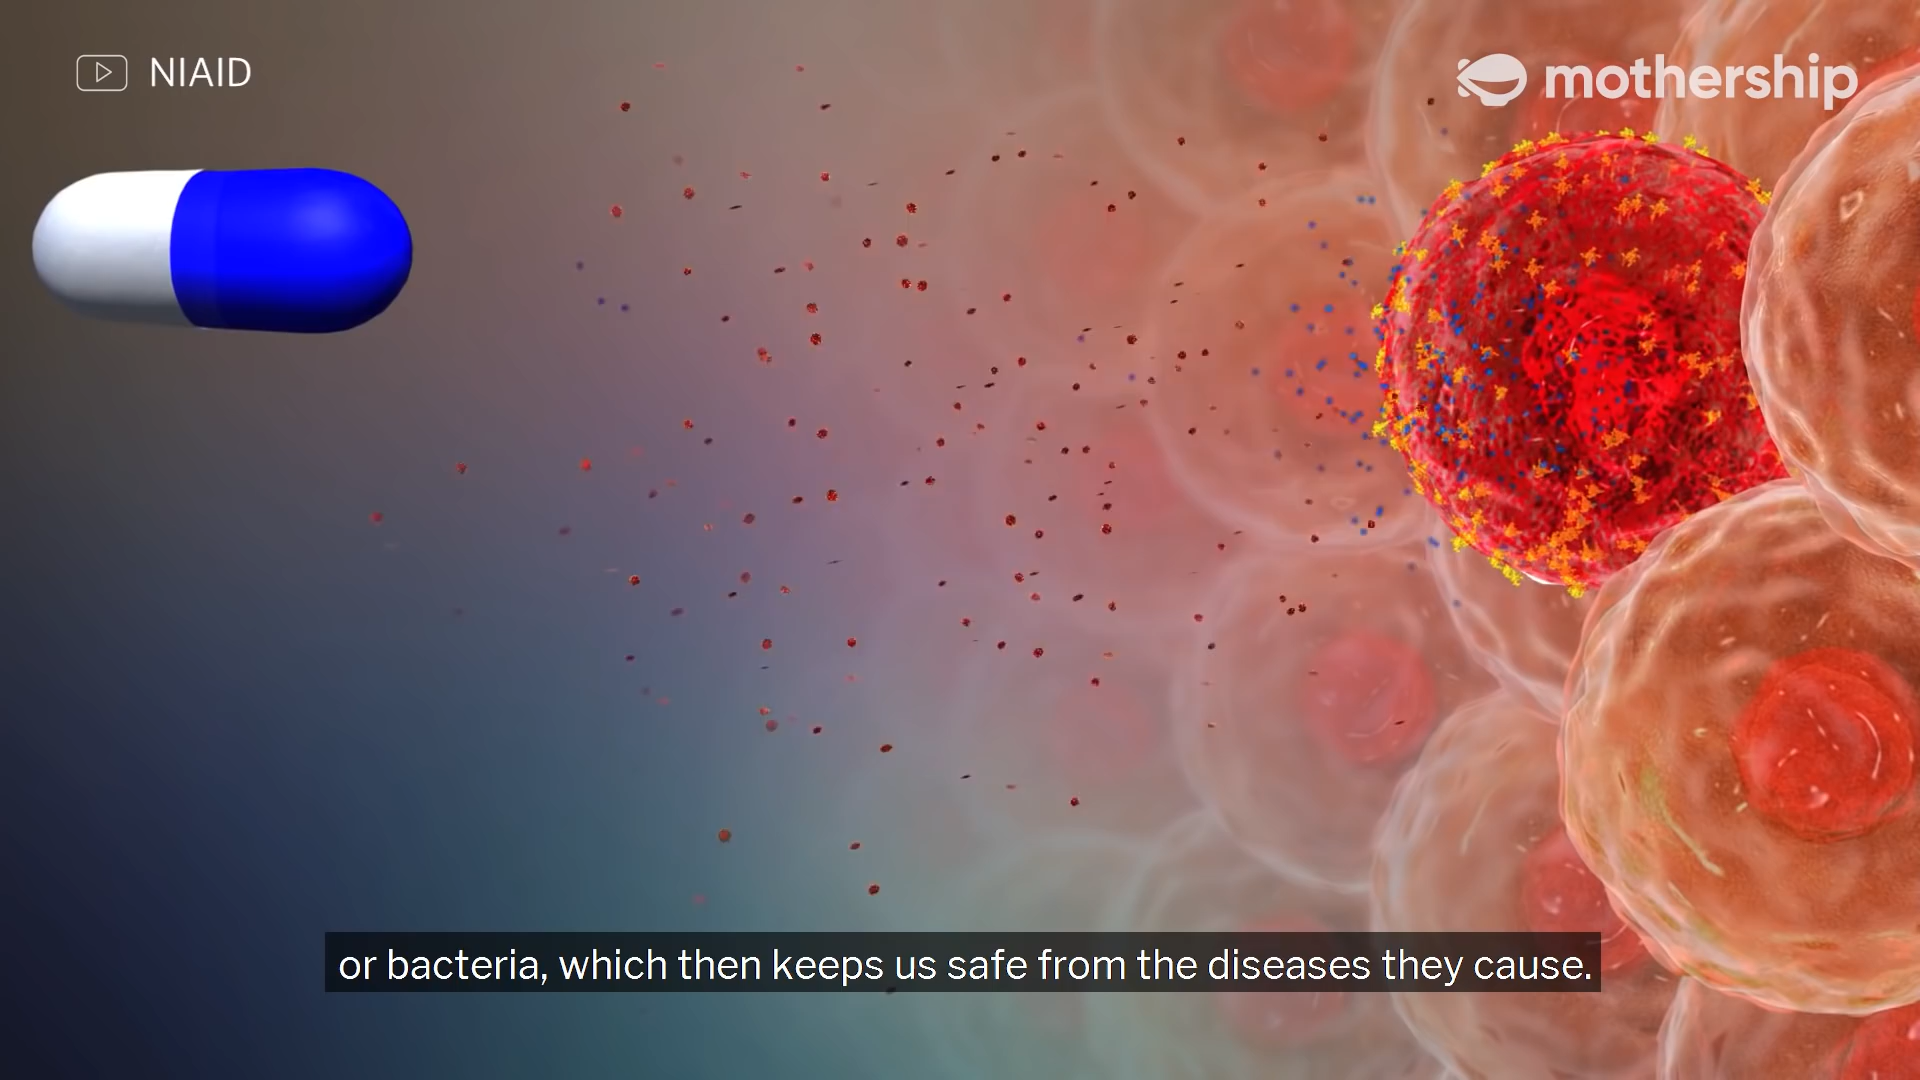 NIAID
mothership
or bacteria, which then keeps us safe from the diseases they cause.